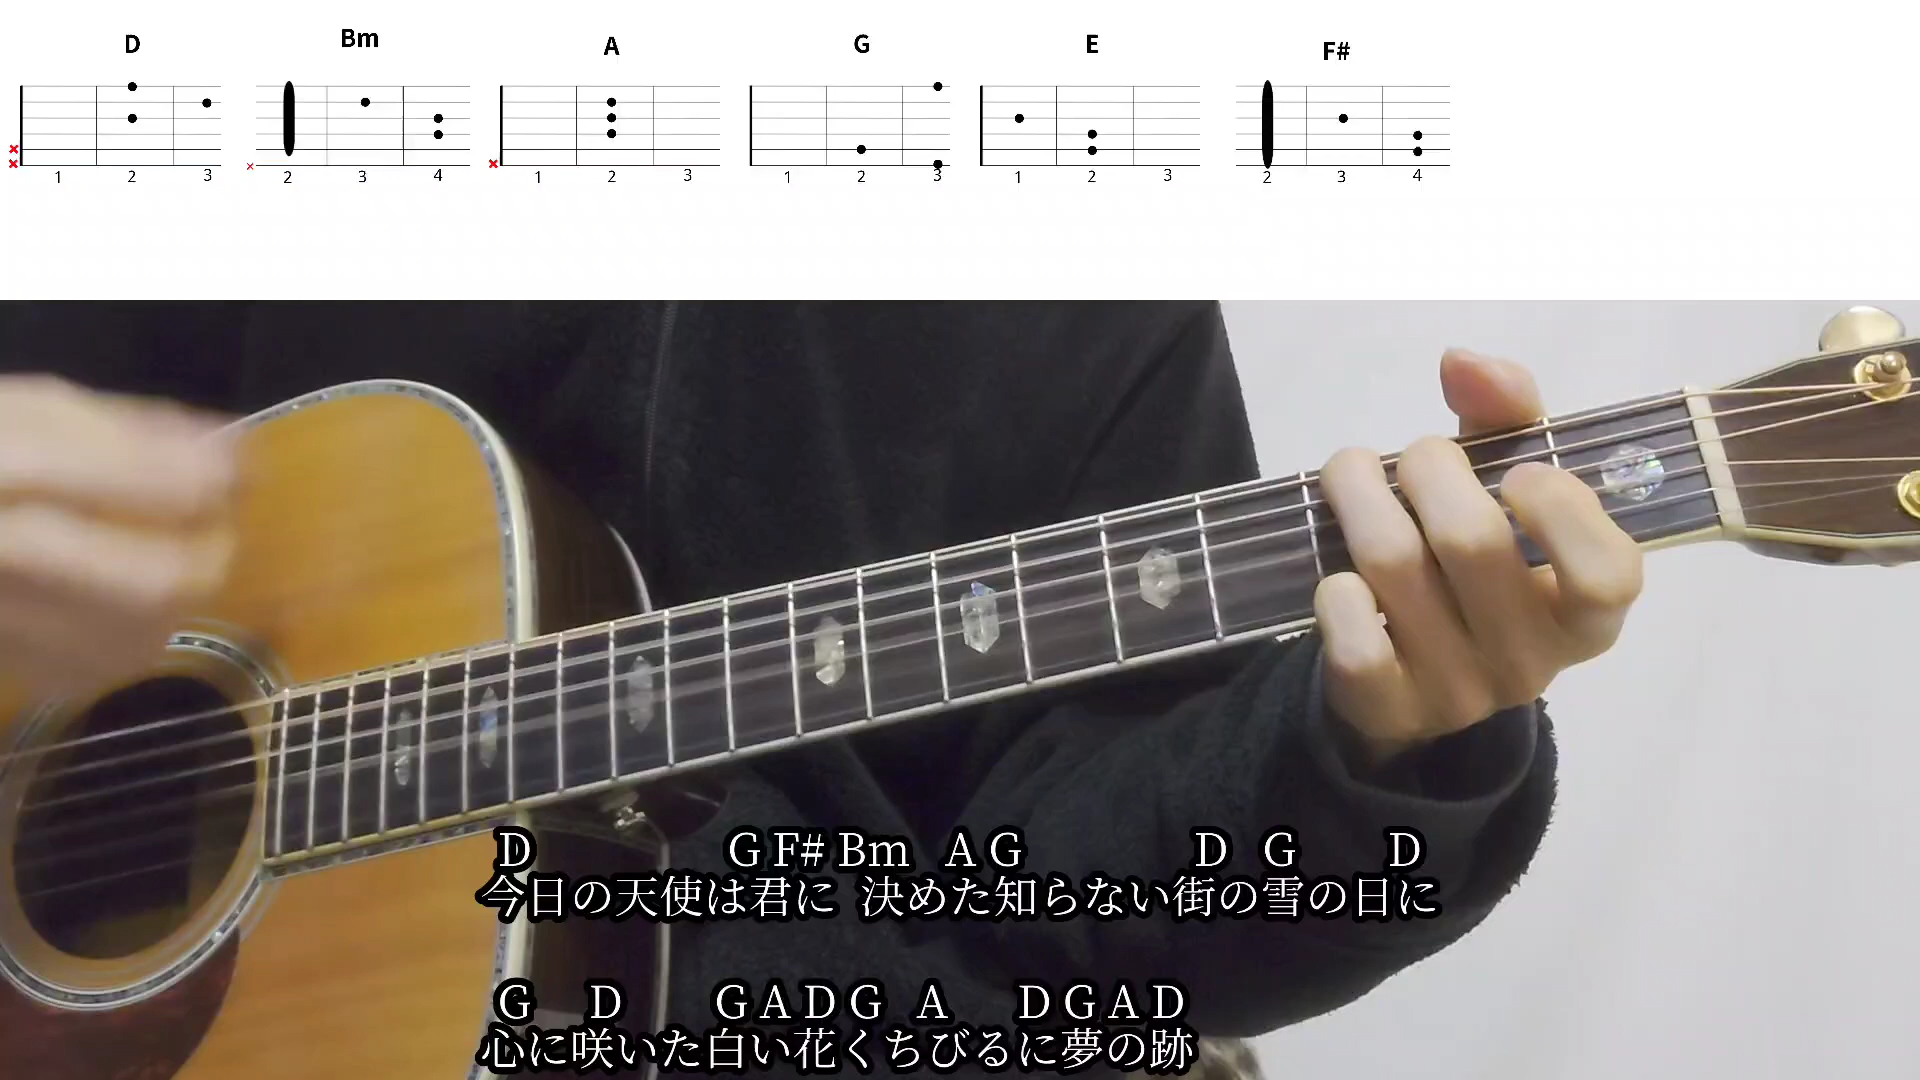 D Bm A G E F#
× × × ×
1 2 3 2 3 4 1 2 3 1 2 3 1 2 3 2 3 4
D G F# Bm A G D G D
今日の天使は君に 決めた知らない街の雪の日に
G D G A D G A D G A D
心に咲いた白い花くちびるに夢の跡